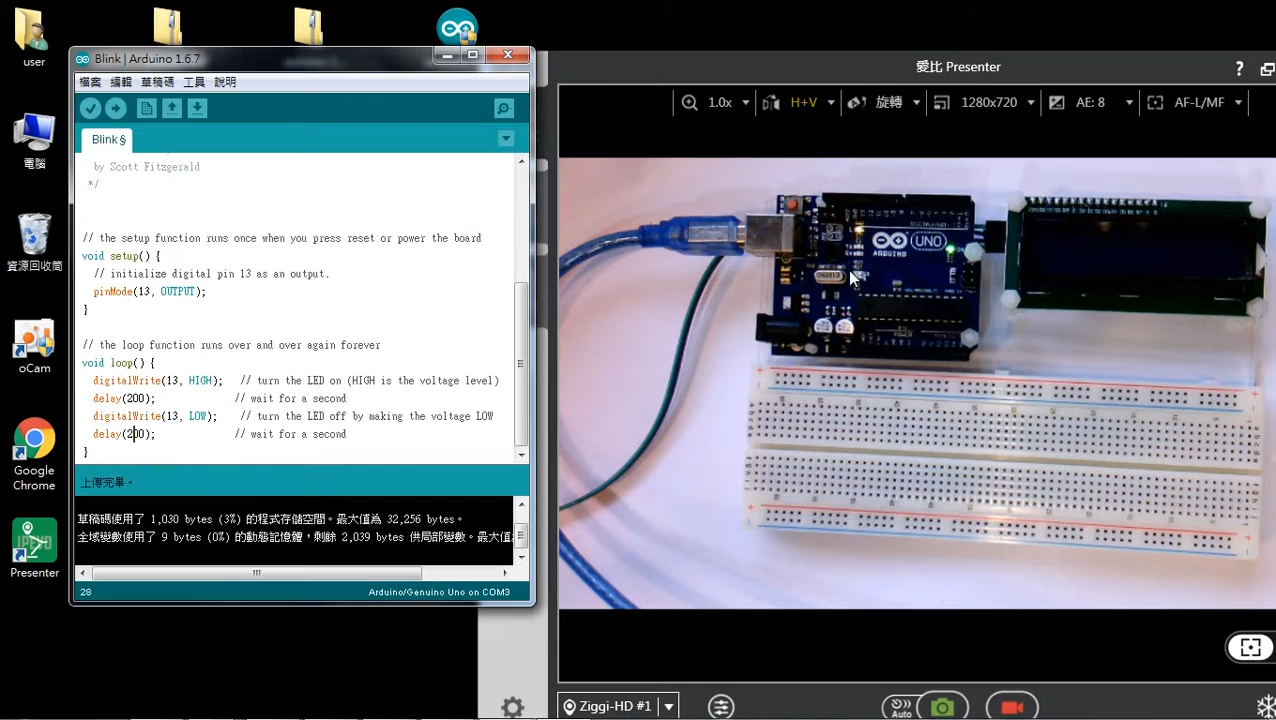 user
Blink | Arduino 1.6.7
檔案 編輯 草稿碼 工具 說明
Blink §
by Scott Fitzgerald
*/
// the setup function runs once when you press reset or power the board
void setup() {
// initialize digital pin 13 as an output.
pinMode(13, OUTPUT);
}
// the loop function runs over and over again forever
void loop() {
digitalWrite(13, HIGH); // turn the LED on (HIGH is the voltage level)
delay(200); // wait for a second
digitalWrite(13, LOW); // turn the LED off by making the voltage LOW
delay(200); // wait for a second
}
上傳完畢。
草稿碼使用了 1,030 bytes (3%) 的程式存儲空間。最大值為 32,256 bytes。
全域變數使用了 9 bytes (0%) 的動態記憶體，剩餘 2,039 bytes 供局部變數。最大值
28
Arduino/Genuino Uno on COM3
電腦
資源回收筒
oCam
Google
Chrome
IPEVO
Presenter
愛比 Presenter
?
1.0x
H+V
旋轉
1280x720
AE: 8
AF-L/MF
UNO
ARDUINO
Ziggi-HD #1
Auto